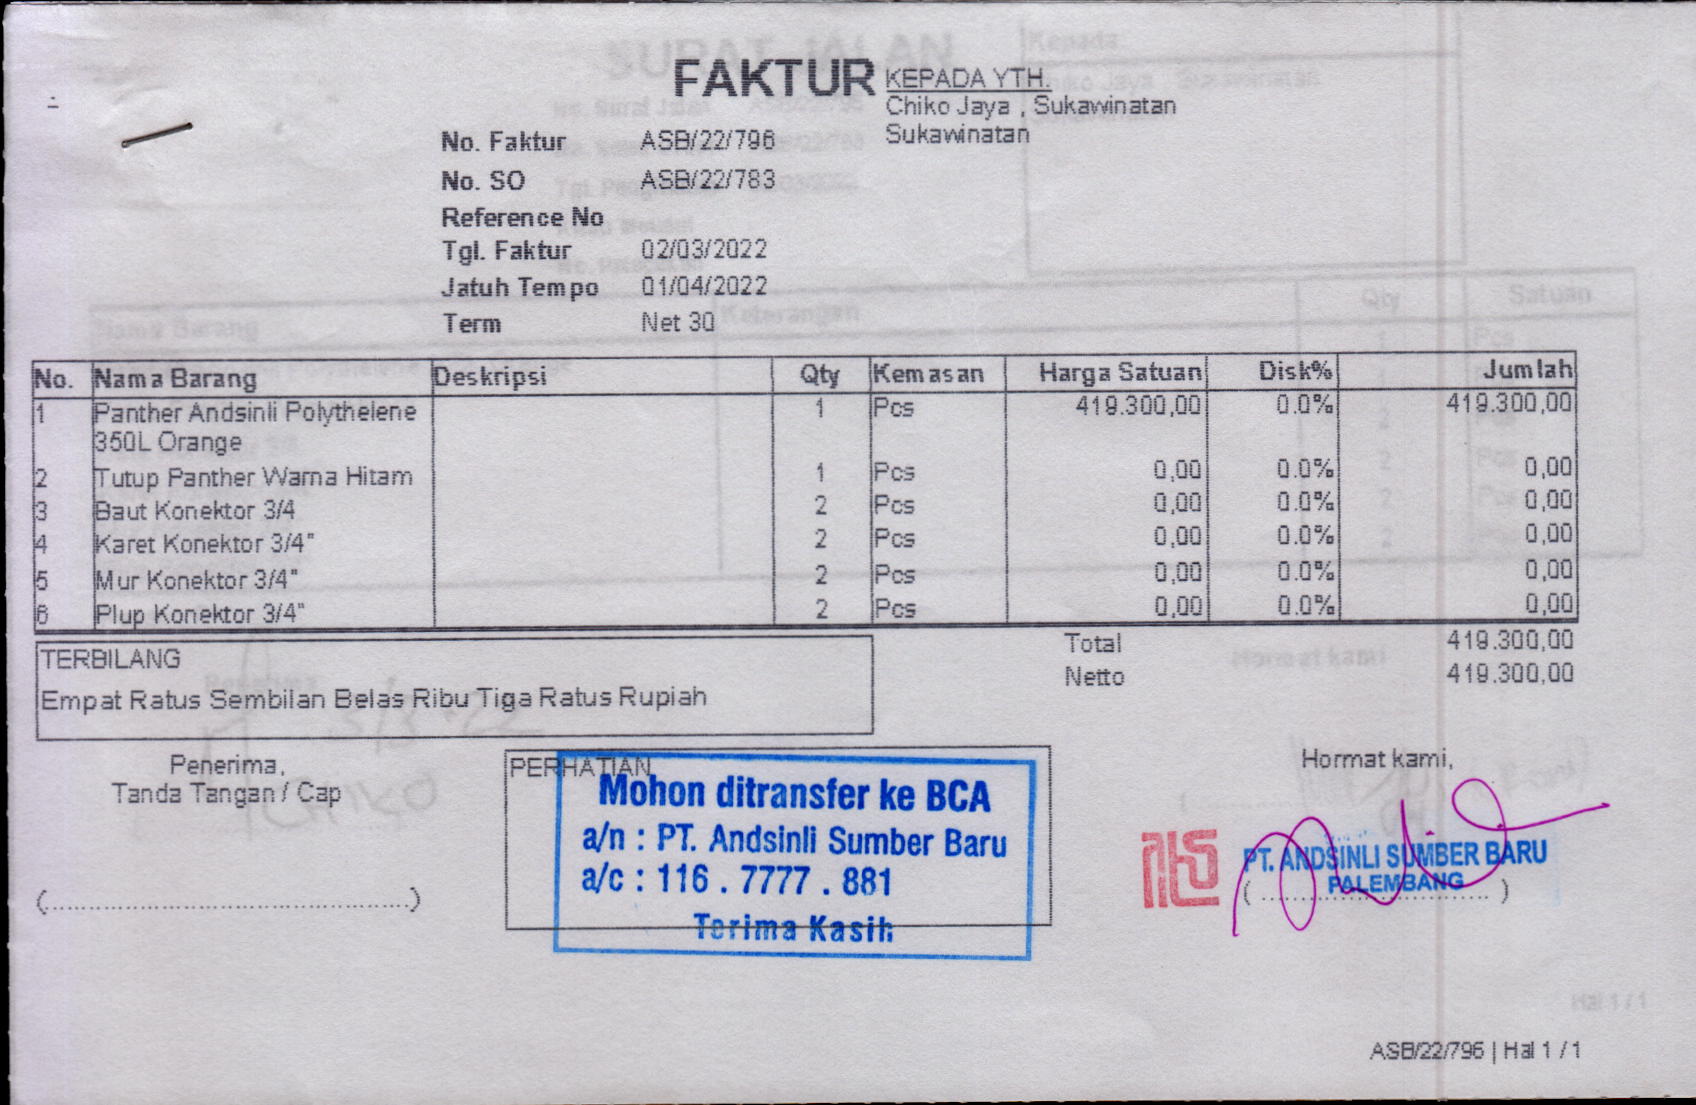 FAKTUR
KEPADA YTH.
Chiko Jaya , Sukawinatan
Sukawinatan
No. Faktur ASB/22/796
No. SO ASB/22/783
Reference No
Tgl. Faktur 02/03/2022
Jatuh Tempo 01/04/2022
Term Net 30
No. Nama Barang Deskripsi Qty Kemasan Harga Satuan Disk% Jumlah
1 Panther Andsinli Polythelene 1 Pcs 419.300,00 0.0% 419.300,00
350L Orange
2 Tutup Panther Warna Hitam 1 Pcs 0,00 0.0% 0,00
3 Baut Konektor 3/4 2 Pcs 0,00 0.0% 0,00
4 Karet Konektor 3/4" 2 Pcs 0,00 0.0% 0,00
5 Mur Konektor 3/4" 2 Pcs 0,00 0.0% 0,00
6 Plup Konektor 3/4" 2 Pcs 0,00 0.0% 0,00
Total 419.300,00
Netto 419.300,00
TERBILANG
Empat Ratus Sembilan Belas Ribu Tiga Ratus Rupiah
Penerima,
Tanda Tangan / Cap
(................................................)
PERHATIAN
Mohon ditransfer ke BCA
a/n : PT. Andsinli Sumber Baru
a/c : 116 . 7777 . 881
Terima Kasih
Hormat kami,
PT. ANDSINLI SUMBER BARU
PALEMBANG
(................................)
ASB/22/796 | Hal 1 / 1